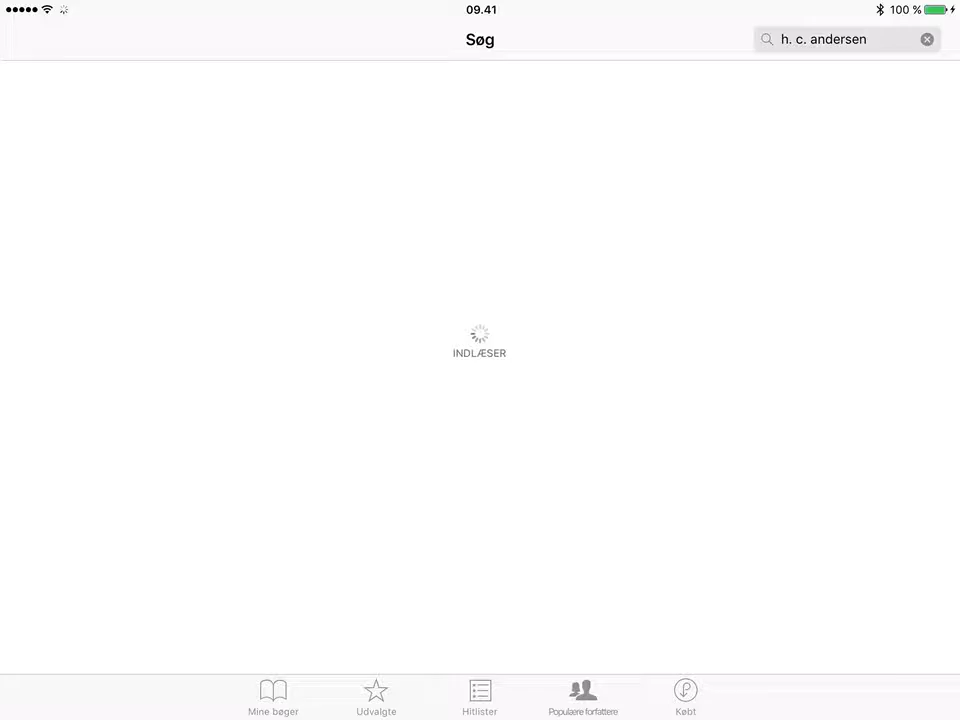 09.41
100 %
Søg
h. c. andersen
INDLÆSER
Mine bøger
Udvalgte
Hitlister
Populære forfattere
Købt